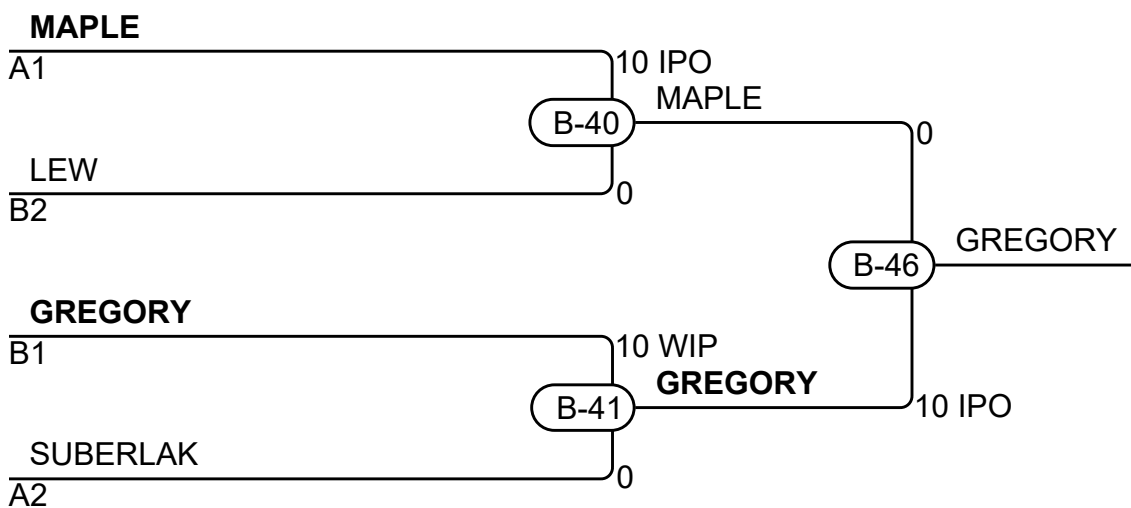 MAPLE
A1
10 IPO
MAPLE
B-40
0
LEW
B2
0
GREGORY
B-46
GREGORY
B1
10 WIP
GREGORY
B-41
10 IPO
SUBERLAK
A2
0